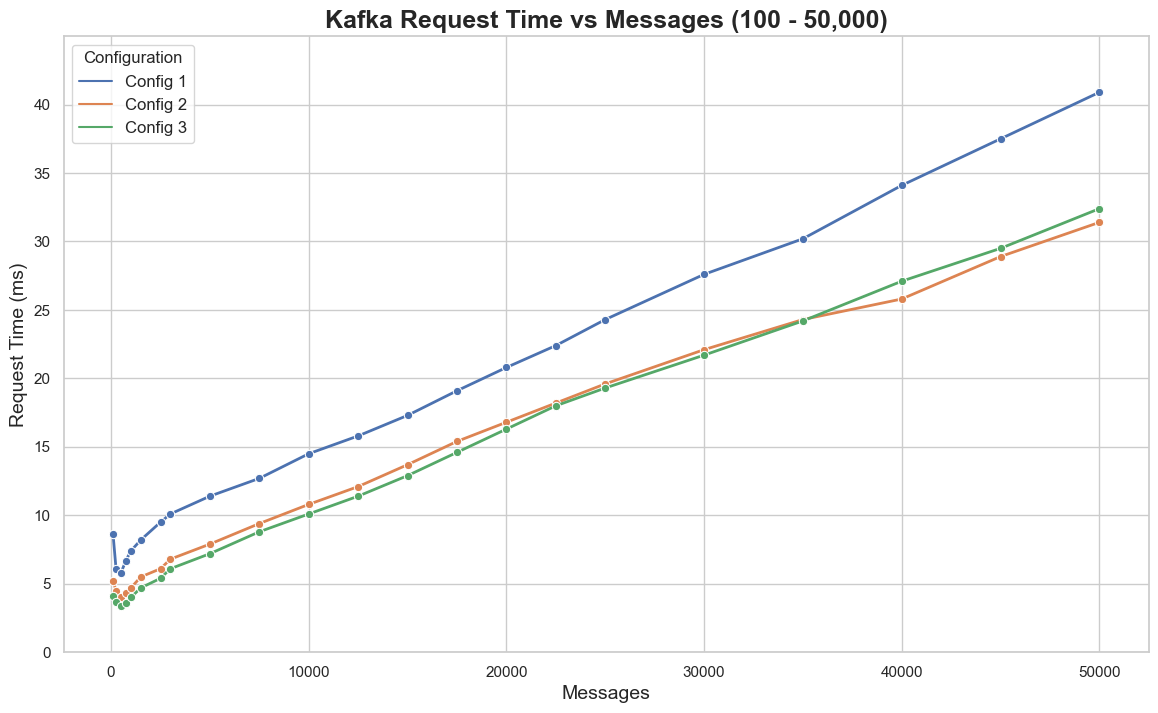 Kafka Request Time vs Messages (100 - 50,000)
Configuration
Config 1
Config 2
Config 3
Request Time (ms)
40
35
30
25
20
15
10
5
0
0 10000 20000 30000 40000 50000
Messages